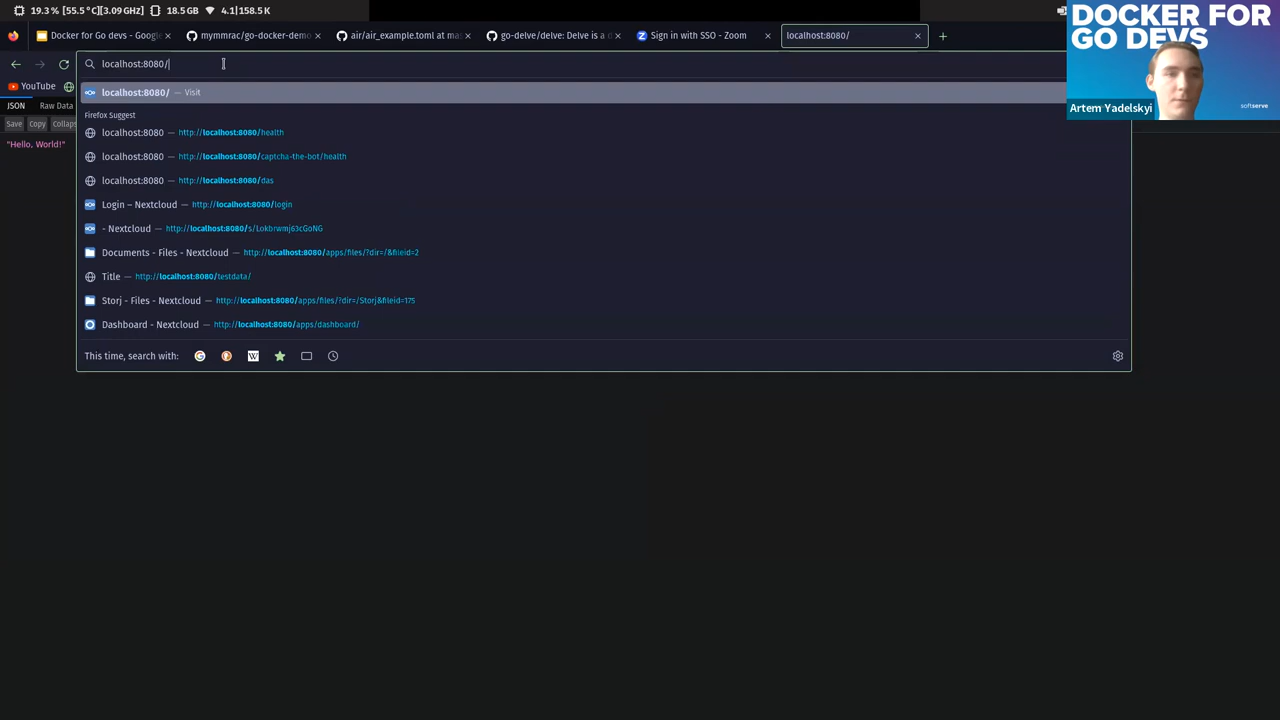 19.3 % [55.5°C][3.09 GHz] 18.5GB 4.1|158.5 K
Docker for Go devs - Google
mymmrac/go-docker-demo
air/air_example.toml at ma
go-delve/delve: Delve is a d
Sign in with SSO - Zoom
localhost:8080/
DOCKER FOR
GO DEVS
localhost:8080/
YouTube
localhost:8080/ — Visit
JSON
Raw Data
Artem Yadelskyi
softserve
Firefox Suggest
Save
Copy
Collaps
localhost:8080 — http://localhost:8080/health
"Hello, World!"
localhost:8080 — http://localhost:8080/captcha-the-bot/health
localhost:8080 — http://localhost:8080/das
Login – Nextcloud — http://localhost:8080/login
- Nextcloud — http://localhost:8080/s/Lokbrwmj63cGoNG
Documents - Files - Nextcloud — http://localhost:8080/apps/files/?dir=/&fileid=2
Title — http://localhost:8080/testdata/
Storj - Files - Nextcloud — http://localhost:8080/apps/files/?dir=/Storj&fileid=175
Dashboard - Nextcloud — http://localhost:8080/apps/dashboard/
This time, search with: